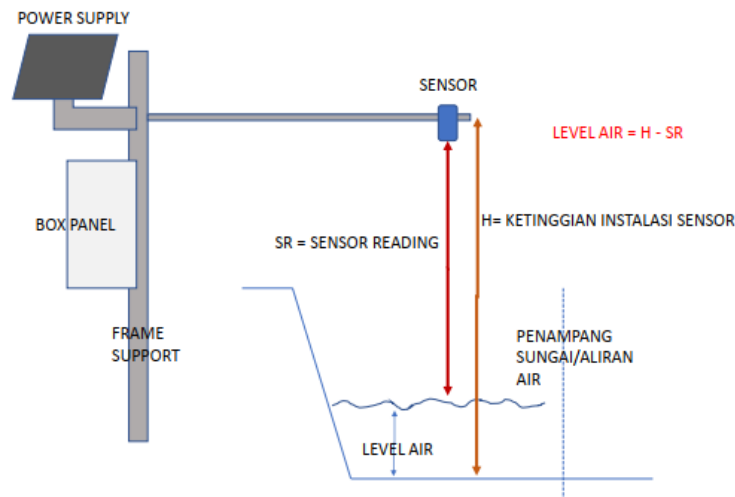 POWER SUPPLY
SENSOR
LEVEL AIR = H - SR
BOX PANEL
H= KETINGGIAN INSTALASI SENSOR
SR = SENSOR READING
FRAME
SUPPORT
PENAMPANG
SUNGAI/ALIRAN
AIR
LEVEL AIR